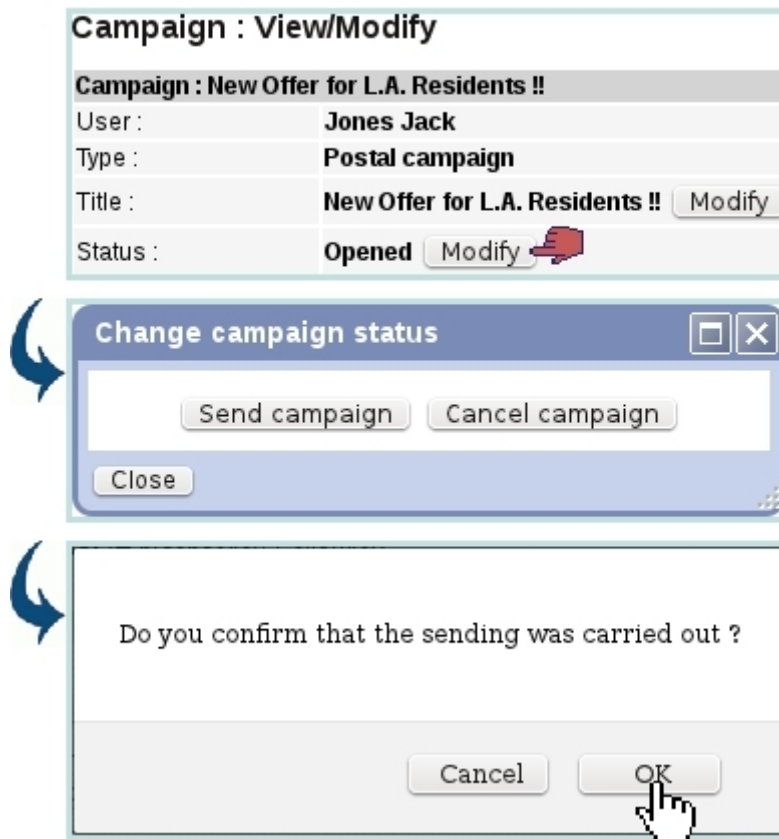 Campaign : View/Modify
Campaign : New Offer for L.A. Residents !!
User : Jones Jack
Type : Postal campaign
Title : New Offer for L.A. Residents !! Modify
Status : Opened Modify
Change campaign status
Send campaign Cancel campaign
Close
Do you confirm that the sending was carried out ?
Cancel OK